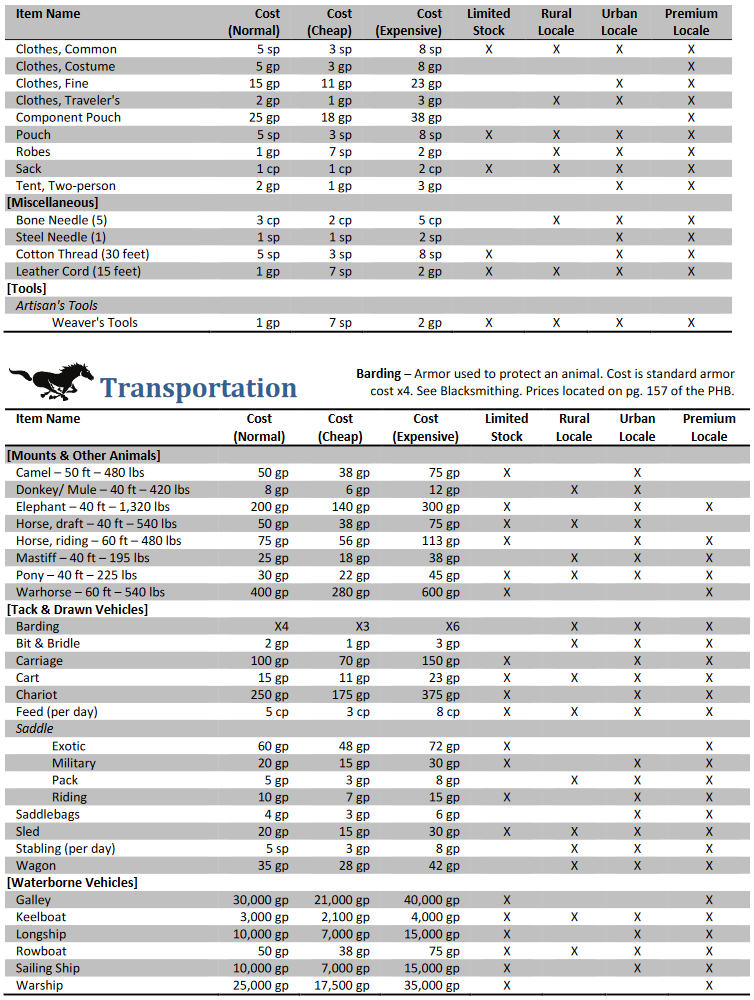 Item Name Cost Cost Cost Limited Rural Urban Premium
(Normal) (Cheap) (Expensive) Stock Locale Locale Locale
Clothes, Common 5 sp 3 sp 8 sp X X X X
Clothes, Costume 5 gp 3 gp 8 gp X
Clothes, Fine 15 gp 11 gp 23 gp X X
Clothes, Traveler's 2 gp 1 gp 3 gp X X X
Component Pouch 25 gp 18 gp 38 gp X
Pouch 5 sp 3 sp 8 sp X X X X
Robes 1 gp 7 sp 2 gp X X X
Sack 1 cp 1 cp 2 cp X X X X
Tent, Two-person 2 gp 1 gp 3 gp X X
[Miscellaneous]
Bone Needle (5) 3 cp 2 cp 5 cp X X X
Steel Needle (1) 1 sp 1 sp 2 sp X X
Cotton Thread (30 feet) 5 sp 3 sp 8 sp X X X
Leather Cord (15 feet) 1 gp 7 sp 2 gp X X X X
[Tools]
Artisan's Tools
Weaver's Tools 1 gp 7 sp 2 gp X X X X
Transportation
Barding – Armor used to protect an animal. Cost is standard armor
cost x4. See Blacksmithing. Prices located on pg. 157 of the PHB.
Item Name Cost Cost Cost Limited Rural Urban Premium
(Normal) (Cheap) (Expensive) Stock Locale Locale Locale
[Mounts & Other Animals]
Camel – 50 ft – 480 lbs 50 gp 38 gp 75 gp X X
Donkey/ Mule – 40 ft – 420 lbs 8 gp 6 gp 12 gp X X
Elephant – 40 ft – 1,320 lbs 200 gp 140 gp 300 gp X X X
Horse, draft – 40 ft – 540 lbs 50 gp 38 gp 75 gp X X X
Horse, riding – 60 ft – 480 lbs 75 gp 56 gp 113 gp X X X
Mastiff – 40 ft – 195 lbs 25 gp 18 gp 38 gp X X X
Pony – 40 ft – 225 lbs 30 gp 22 gp 45 gp X X X X
Warhorse – 60 ft – 540 lbs 400 gp 280 gp 600 gp X X
[Tack & Drawn Vehicles]
Barding X4 X3 X6 X X X
Bit & Bridle 2 gp 1 gp 3 gp X X X
Carriage 100 gp 70 gp 150 gp X X X
Cart 15 gp 11 gp 23 gp X X X X
Chariot 250 gp 175 gp 375 gp X X X
Feed (per day) 5 cp 3 cp 8 cp X X X X
Saddle
Exotic 60 gp 48 gp 72 gp X X
Military 20 gp 15 gp 30 gp X X X
Pack 5 gp 3 gp 8 gp X X X
Riding 10 gp 7 gp 15 gp X X X
Saddlebags 4 gp 3 gp 6 gp X X
Sled 20 gp 15 gp 30 gp X X X X
Stabling (per day) 5 sp 3 gp 8 gp X X X
Wagon 35 gp 28 gp 42 gp X X X
[Waterborne Vehicles]
Galley 30,000 gp 21,000 gp 40,000 gp X X
Keelboat 3,000 gp 2,100 gp 4,000 gp X X X X
Longship 10,000 gp 7,000 gp 15,000 gp X X X
Rowboat 50 gp 38 gp 75 gp X X X X
Sailing Ship 10,000 gp 7,000 gp 15,000 gp X X X
Warship 25,000 gp 17,500 gp 35,000 gp X X